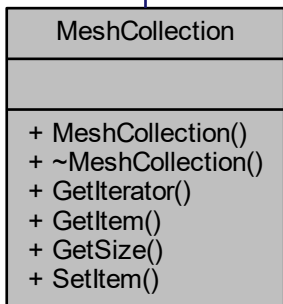 MeshCollection
+ MeshCollection()
+ ~MeshCollection()
+ GetIterator()
+ GetItem()
+ GetSize()
+ SetItem()